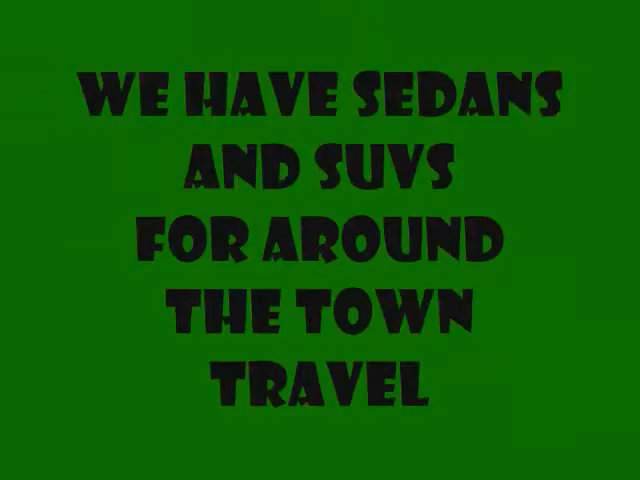 WE HAVE SEDANS
AND SUVS
FOR AROUND
THE TOWN
TRAVEL